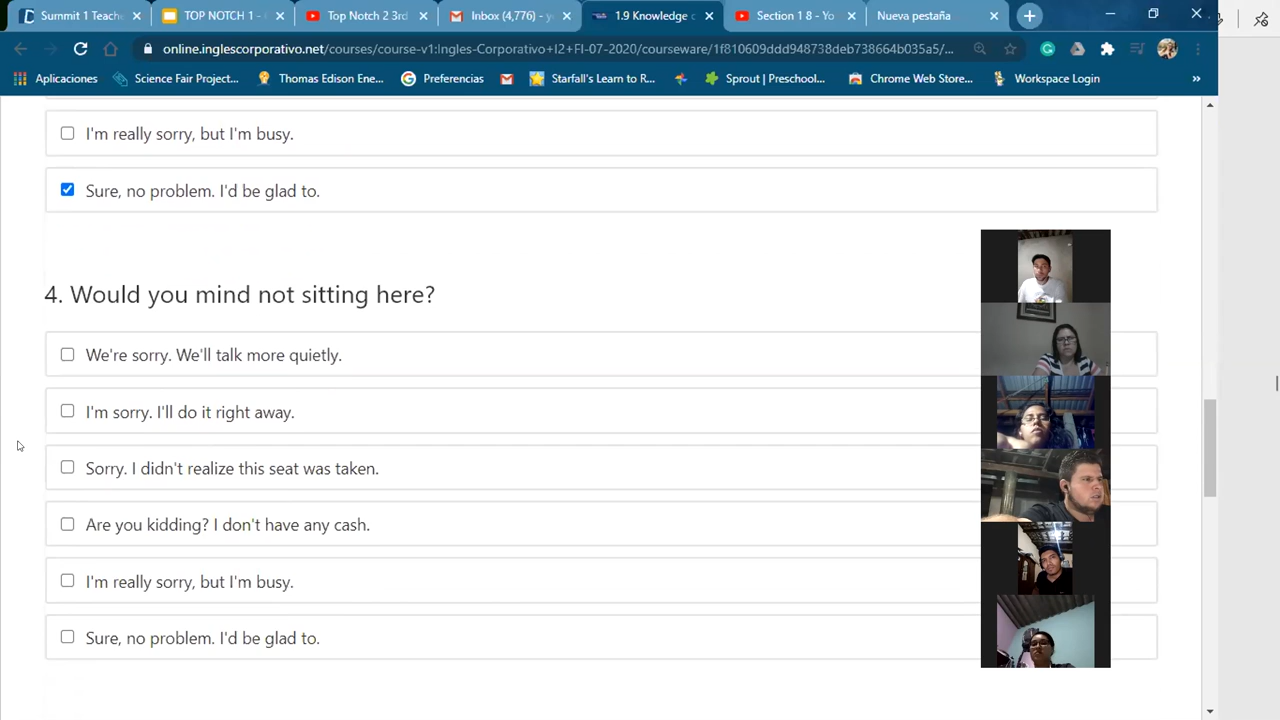 Summit 1 Teach
TOP NOTCH 1 -
Top Notch 2 3rd
Inbox (4,776) - y
1.9 Knowledge c
Section 1 8 - Yo
Nueva pestaña
online.inglescorporativo.net/courses/course-v1:Ingles-Corporativo+I2+FI-07-2020/courseware/1f810609ddd948738deb738664b035a5/...
Aplicaciones
Science Fair Project...
Thomas Edison Ene...
Preferencias
Starfall's Learn to R...
Sprout | Preschool...
Chrome Web Store...
Workspace Login
»
I'm really sorry, but I'm busy.
Sure, no problem. I'd be glad to.
4. Would you mind not sitting here?
We're sorry. We'll talk more quietly.
I'm sorry. I'll do it right away.
Sorry. I didn't realize this seat was taken.
Are you kidding? I don't have any cash.
I'm really sorry, but I'm busy.
Sure, no problem. I'd be glad to.